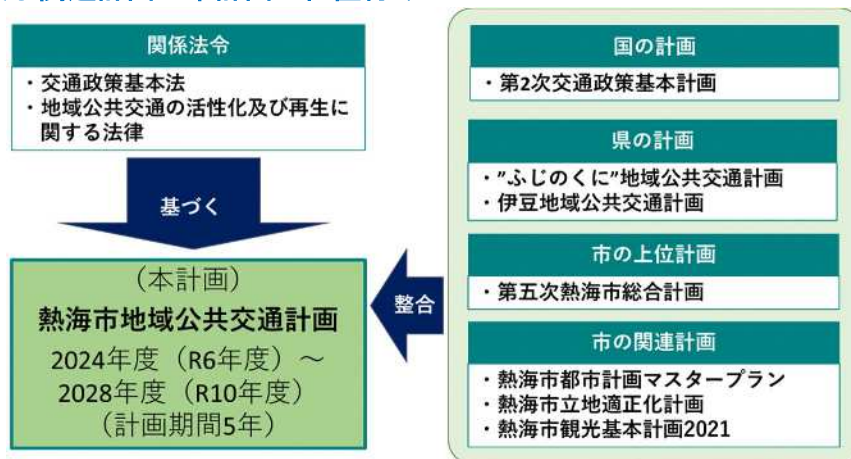 関係法令
・交通政策基本法
・地域公共交通の活性化及び再生に
関する法律
基づく
(本計画)
熱海市地域公共交通計画
2024年度（R6年度）～
2028年度（R10年度）
（計画期間5年）
整合
国の計画
・第2次交通政策基本計画
県の計画
・”ふじのくに”地域公共交通計画
・伊豆地域公共交通計画
市の上位計画
・第五次熱海市総合計画
市の関連計画
・熱海市都市計画マスタープラン
・熱海市立地適正化計画
・熱海市観光基本計画2021